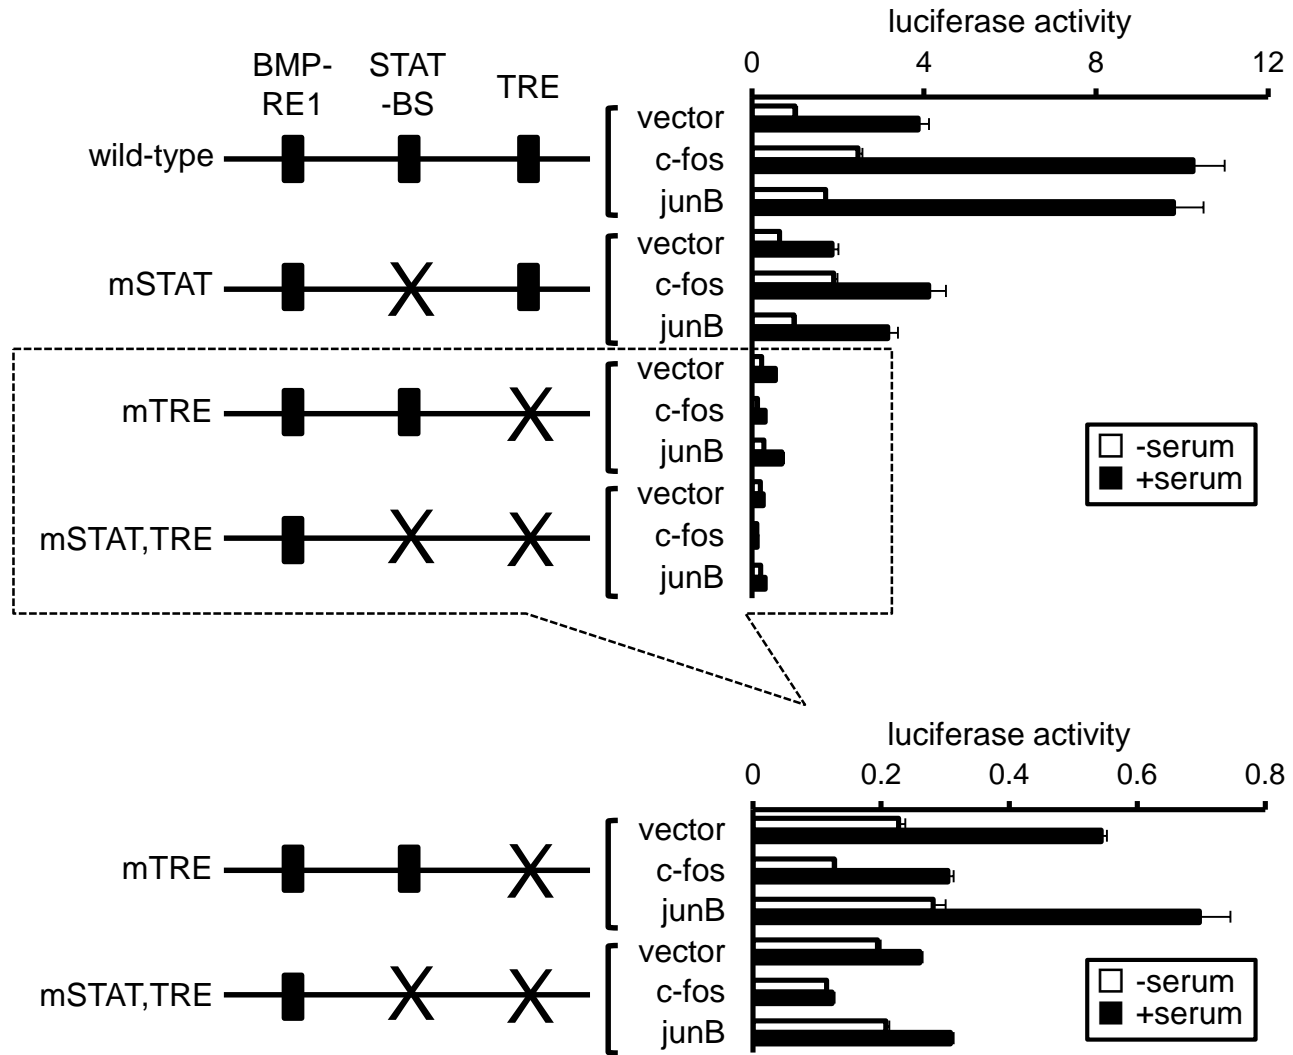 luciferase activity
0 4 8 12
BMP- STAT TRE
RE1 -BS
wild-type
vector
c-fos
junB
mSTAT
vector
c-fos
junB
mTRE
vector
c-fos
junB
mSTAT,TRE
vector
c-fos
junB
-serum
+serum
luciferase activity
0 0.2 0.4 0.6 0.8
mTRE
vector
c-fos
junB
mSTAT,TRE
vector
c-fos
junB
-serum
+serum